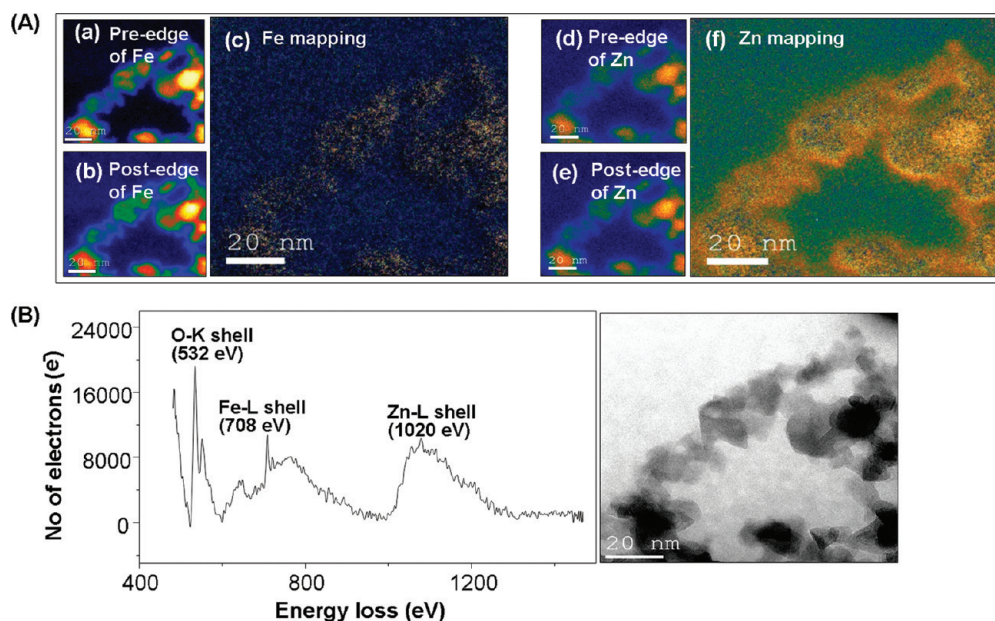 (A)
(a) Pre-edge
of Fe
20 nm
(b) Post-edge
of Fe
20 nm
(c) Fe mapping
20 nm
(d) Pre-edge
of Zn
20 nm
(e) Post-edge
of Zn
20 nm
(f) Zn mapping
20 nm
(B)
No of electrons (e)
24000
16000
8000
0
O-K shell
(532 eV)
Fe-L shell
(708 eV)
Zn-L shell
(1020 eV)
400
800
1200
Energy loss (eV)
20 nm